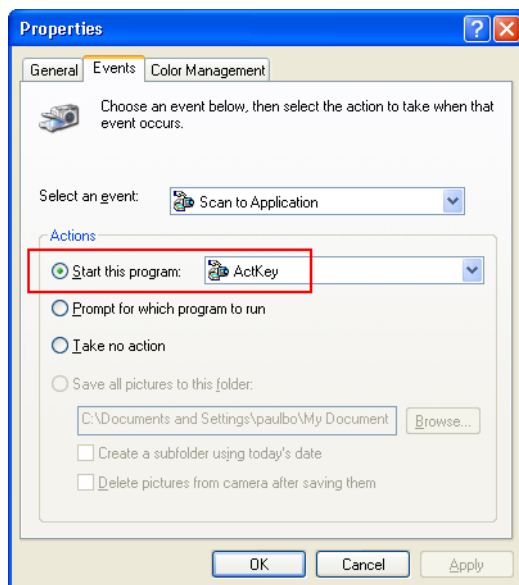 Properties
General Events Color Management
Choose an event below, then select the action to take when that
event occurs.
Select an event: Scan to Application
Actions
Start this program: ActKey
Prompt for which program to run
Take no action
Save all pictures to this folder:
C:\Documents and Settings\paulbo\My Document Browse...
Create a subfolder using today's date
Delete pictures from camera after saving them
OK Cancel Apply